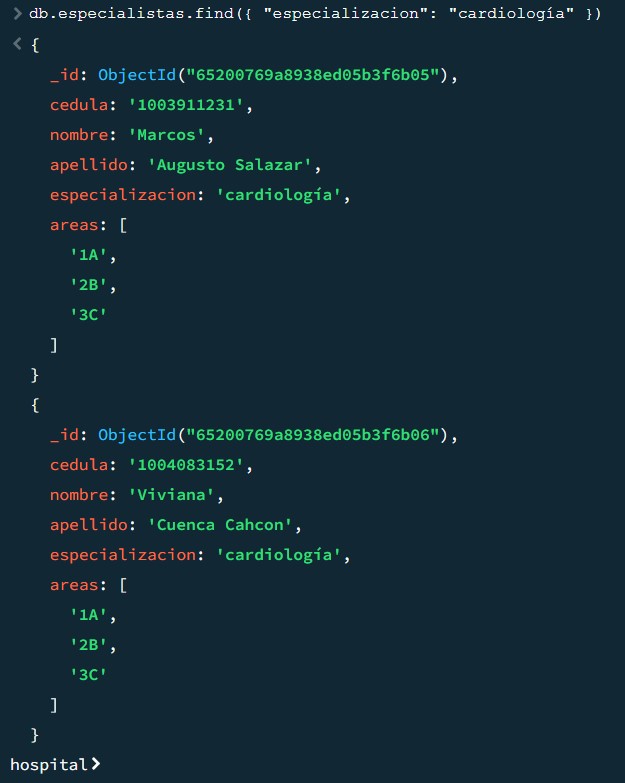 > db.especialistas.find({ "especializacion": "cardiología" })
< {
_id: ObjectId("65200769a8938ed05b3f6b05"),
cedula: '1003911231',
nombre: 'Marcos',
apellido: 'Augusto Salazar',
especializacion: 'cardiología',
areas: [
'1A',
'2B',
'3C'
]
}
{
_id: ObjectId("65200769a8938ed05b3f6b06"),
cedula: '1004083152',
nombre: 'Viviana',
apellido: 'Cuenca Cahcon',
especializacion: 'cardiología',
areas: [
'1A',
'2B',
'3C'
]
}
hospital>